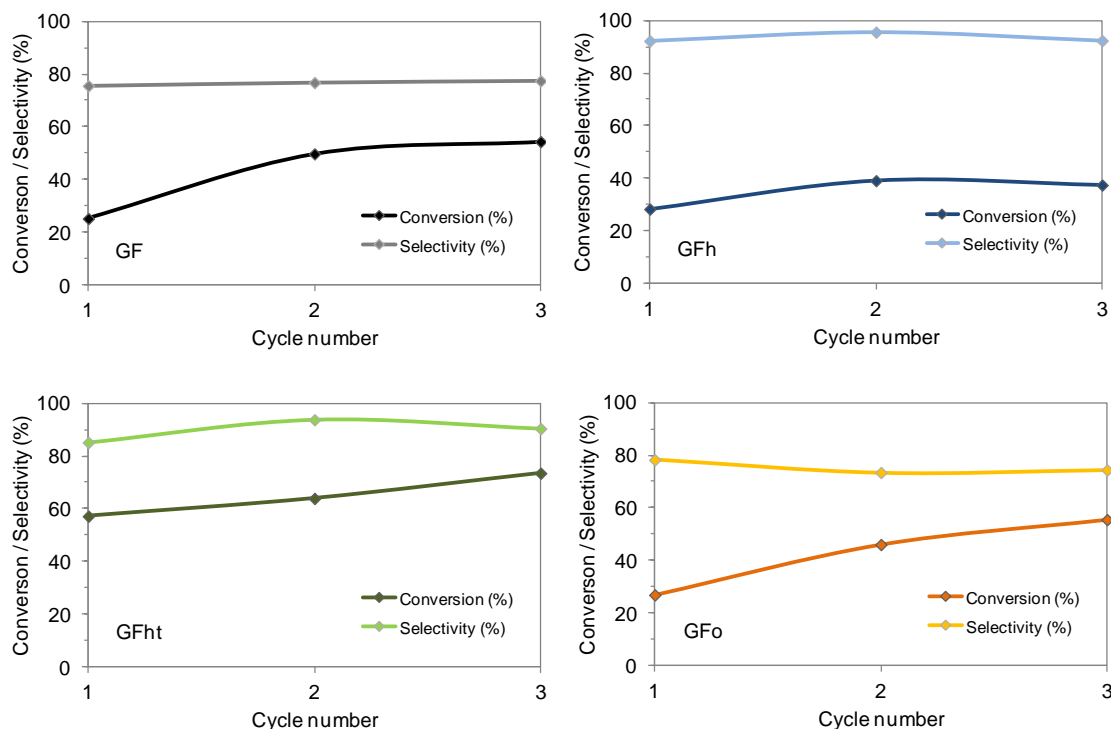 Converson / Selectivity (%)
100
80
60
40
20
0
1
2
3
Cycle number
Conversion (%)
Selectivity (%)
GF
Converson / Selectivity (%)
100
80
60
40
20
0
1
2
3
Cycle number
Conversion (%)
Selectivity (%)
GFh
Converson / Selectivity (%)
100
80
60
40
20
0
1
2
3
Cycle number
Conversion (%)
Selectivity (%)
GFht
Converson / Selectivity (%)
100
80
60
40
20
0
1
2
3
Cycle number
Conversion (%)
Selectivity (%)
GFo